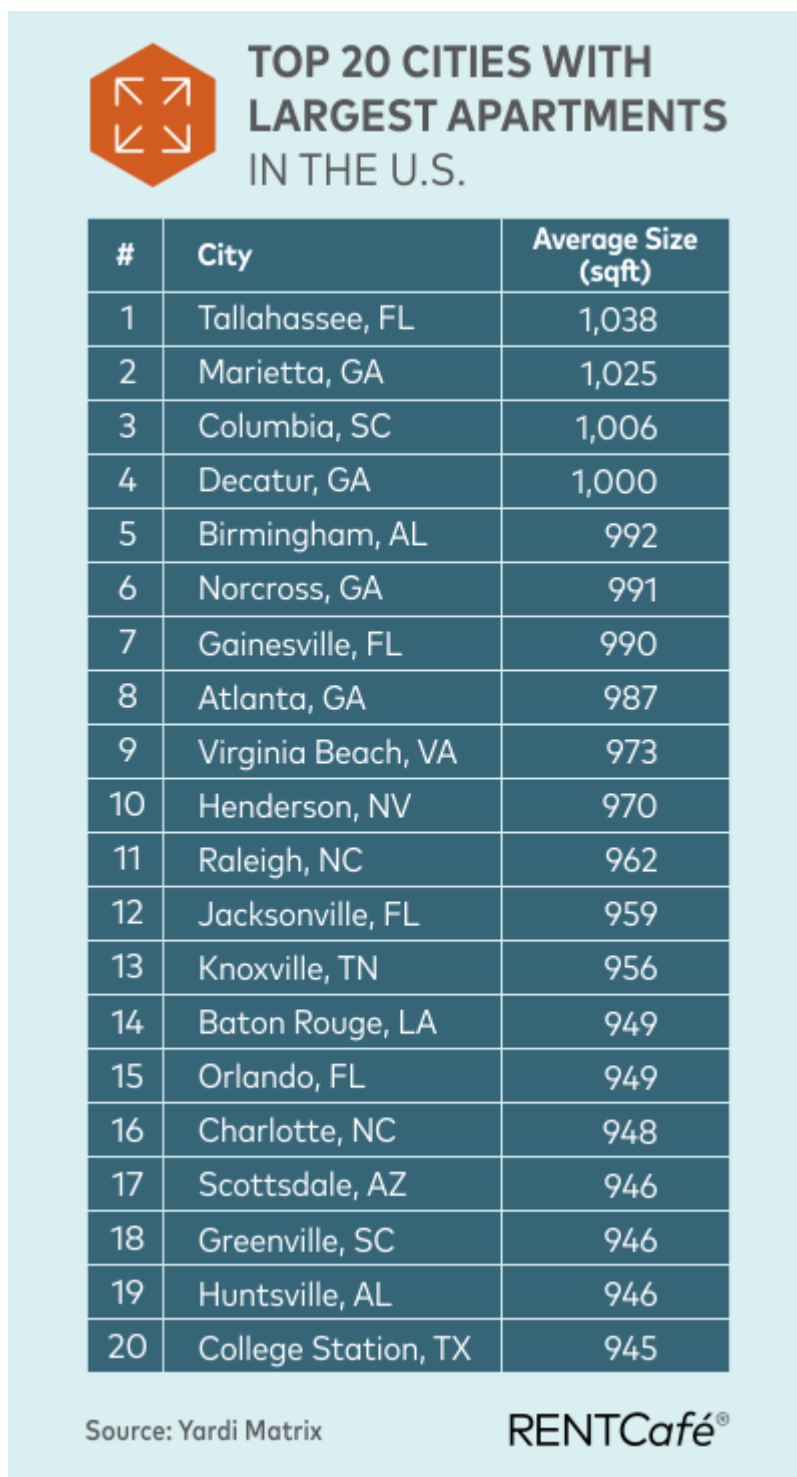 TOP 20 CITIES WITH
LARGEST APARTMENTS
IN THE U.S.
# City Average Size (sqft)
1 Tallahassee, FL 1,038
2 Marietta, GA 1,025
3 Columbia, SC 1,006
4 Decatur, GA 1,000
5 Birmingham, AL 992
6 Norcross, GA 991
7 Gainesville, FL 990
8 Atlanta, GA 987
9 Virginia Beach, VA 973
10 Henderson, NV 970
11 Raleigh, NC 962
12 Jacksonville, FL 959
13 Knoxville, TN 956
14 Baton Rouge, LA 949
15 Orlando, FL 949
16 Charlotte, NC 948
17 Scottsdale, AZ 946
18 Greenville, SC 946
19 Huntsville, AL 946
20 College Station, TX 945
Source: Yardi Matrix RENTCafé®